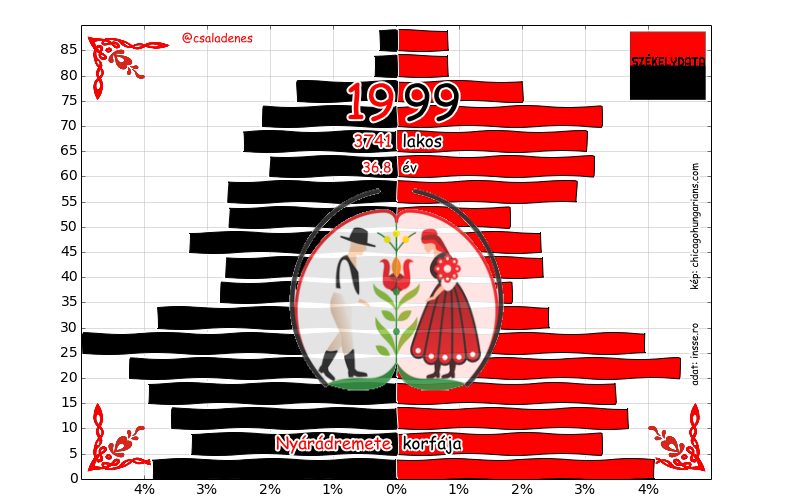 @csaladenes
SZÉKELYDATA
1999
3741 lakos
36.8 év
kép: chicagohungarians.com
adat: insse.ro
Nyárádremete korfája
85
80
75
70
65
60
55
50
45
40
35
30
25
20
15
10
5
0
4% 3% 2% 1% 0% 1% 2% 3% 4%